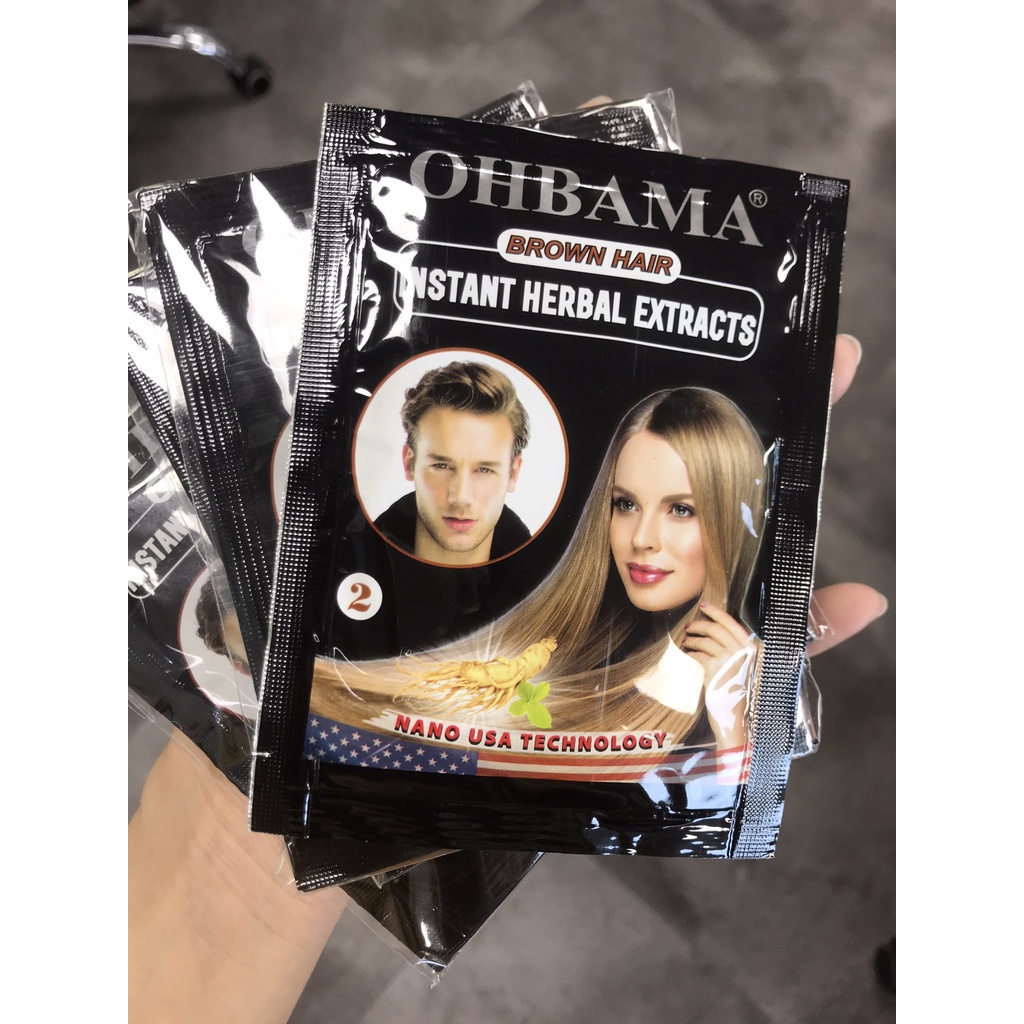 OHBAMA®
BROWN HAIR
INSTANT HERBAL EXTRACTS
2
NANO USA TECHNOLOGY